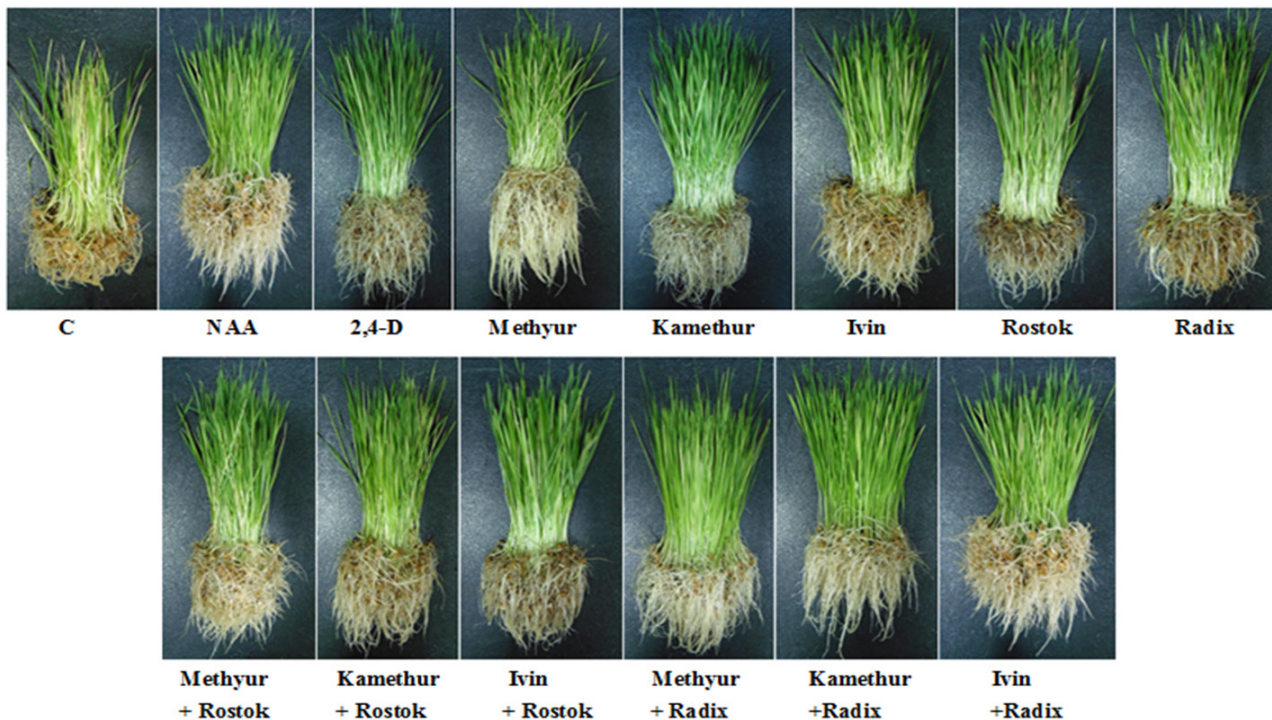 C NAA 2,4-D Methyur Kamethur Ivin Rostok Radix
Methyur Kamethur Ivin Methyur Kamethur Ivin
+ Rostok + Rostok + Rostok + Radix +Radix +Radix